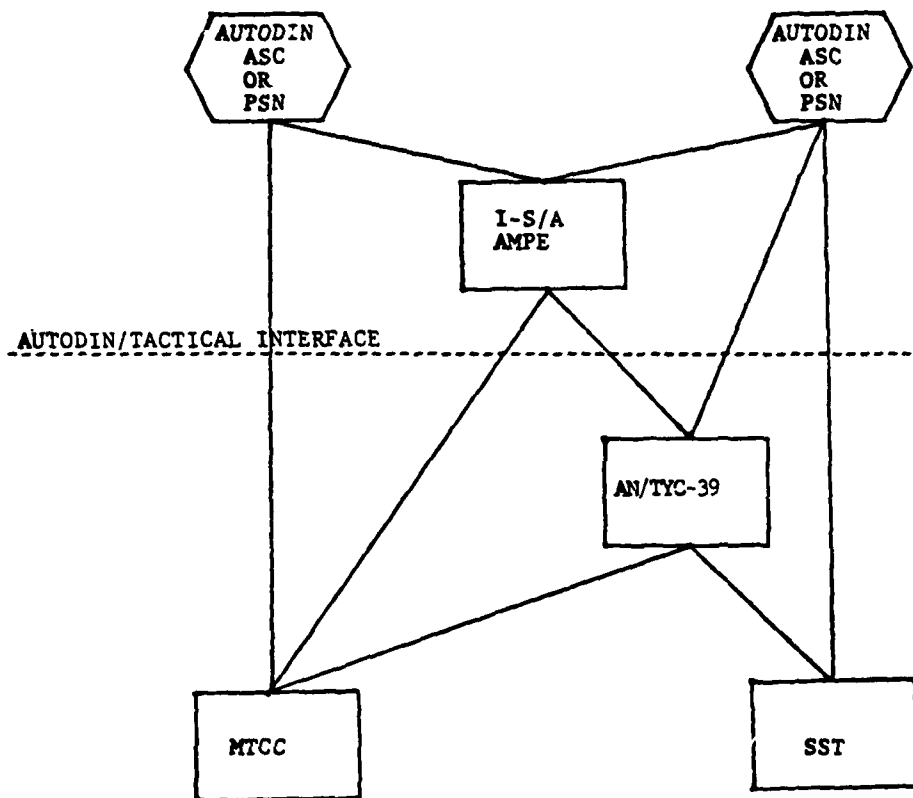 AUTODIN
ASC
OR
PSN
AUTODIN
ASC
OR
PSN
I-S/A
AMPE
AUTODIN/TACTICAL INTERFACE
AN/TYC-39
MTCC
SST